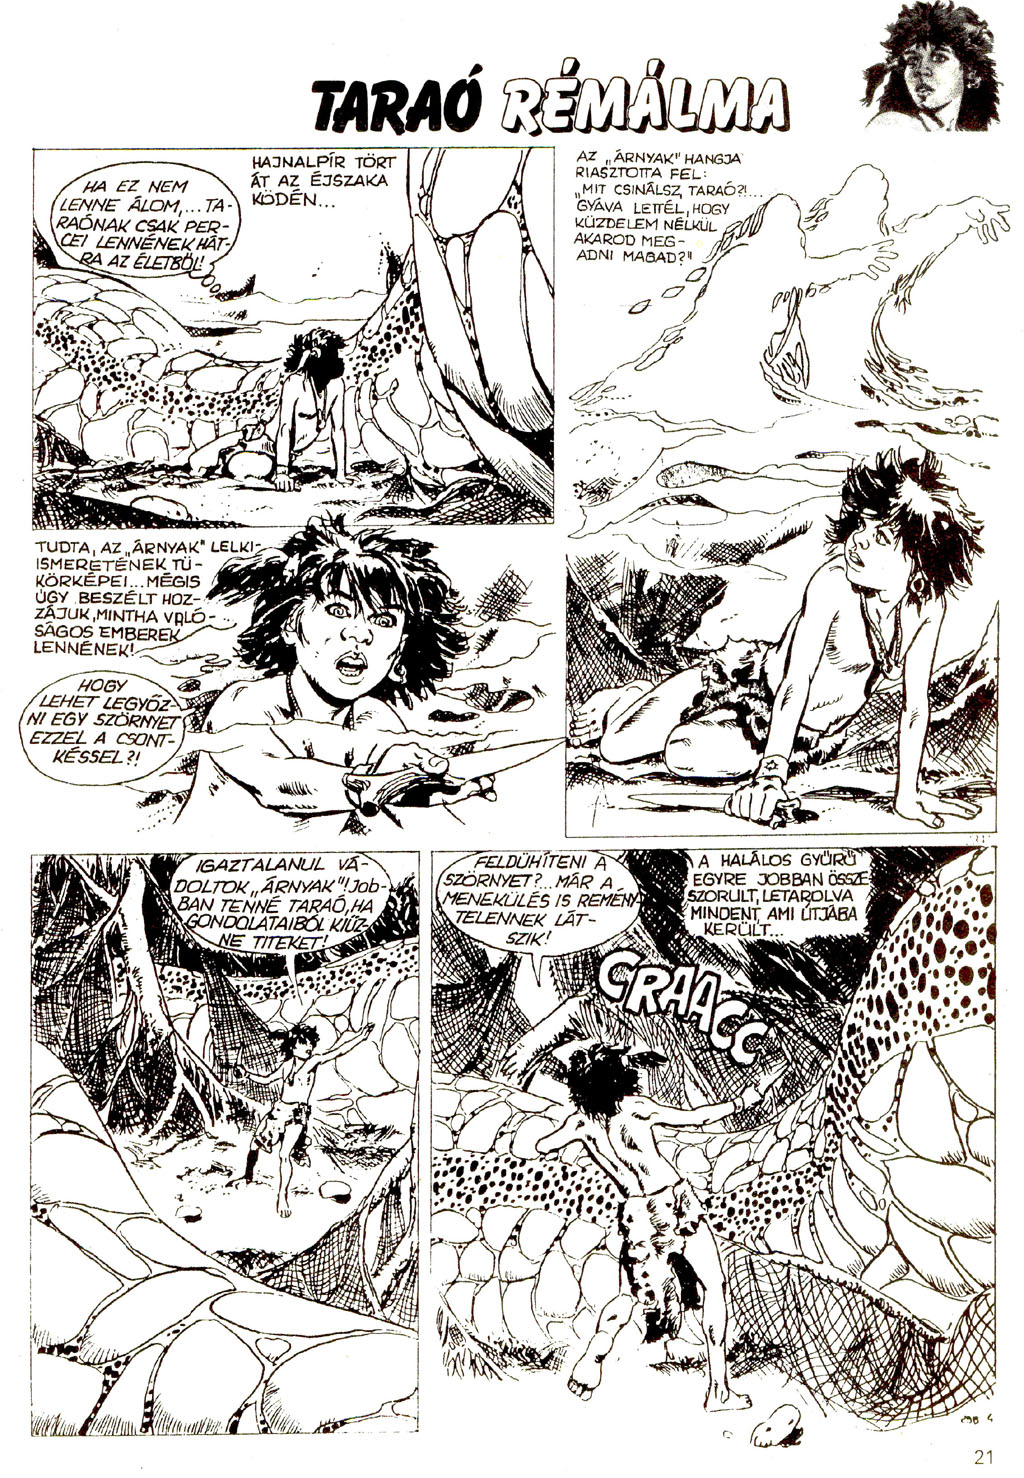 TARAÓ RÉMÁLMA
HA EZ NEM
LENNE ÁLOM,... TA-
RAÓNAK CSAK PER-
CEI LENNÉNEK HÁT-
RA AZ ÉLETBŐL!
HAJNALPÍR TÖRT
ÁT AZ ÉJSZAKA
KÖDÉN...
AZ „ÁRNYAK" HANGJA
RIASZTOTTA FEL:
„MIT CSINÁLSZ, TARAÓ?!...
GYÁVA LETTÉL, HOGY
KÜZDELEM NÉLKÜL
AKAROD MEG-
ADNI MAGAD?"
TUDTA, AZ „ÁRNYAK" LELKI-
ISMERETÉNEK TÜ-
KÖRKÉPEI... MÉGIS
ÚGY BESZÉLT HOZ-
ZÁJUK, MINTHA VALÓ-
SÁGOS EMBEREK
LENNÉNEK!
HOGY
LEHET LEGYŐZ-
NI EGY SZÖRNYET
EZZEL A CSONT-
KÉSSEL?!
IGAZTALANUL VÁ-
DOLTOK „ÁRNYAK"! JOB-
BAN TENNÉ TARAÓ, HA
GONDOLATAIBÓL KIŰZ-
NE TITEKET!
FELDÜHÍTENI A
SZÖRNYET?.. MÁR A
MENEKÜLÉS IS REMÉNY-
TELENNEK LÁT-
SZIK!
A HALÁLOS GYŰRŰ
EGYRE JOBBAN ÖSSZE-
SZORULT, LETAROLVA
MINDENT, AMI ÚTJÁBA
KERÜLT...
CRAACC
21